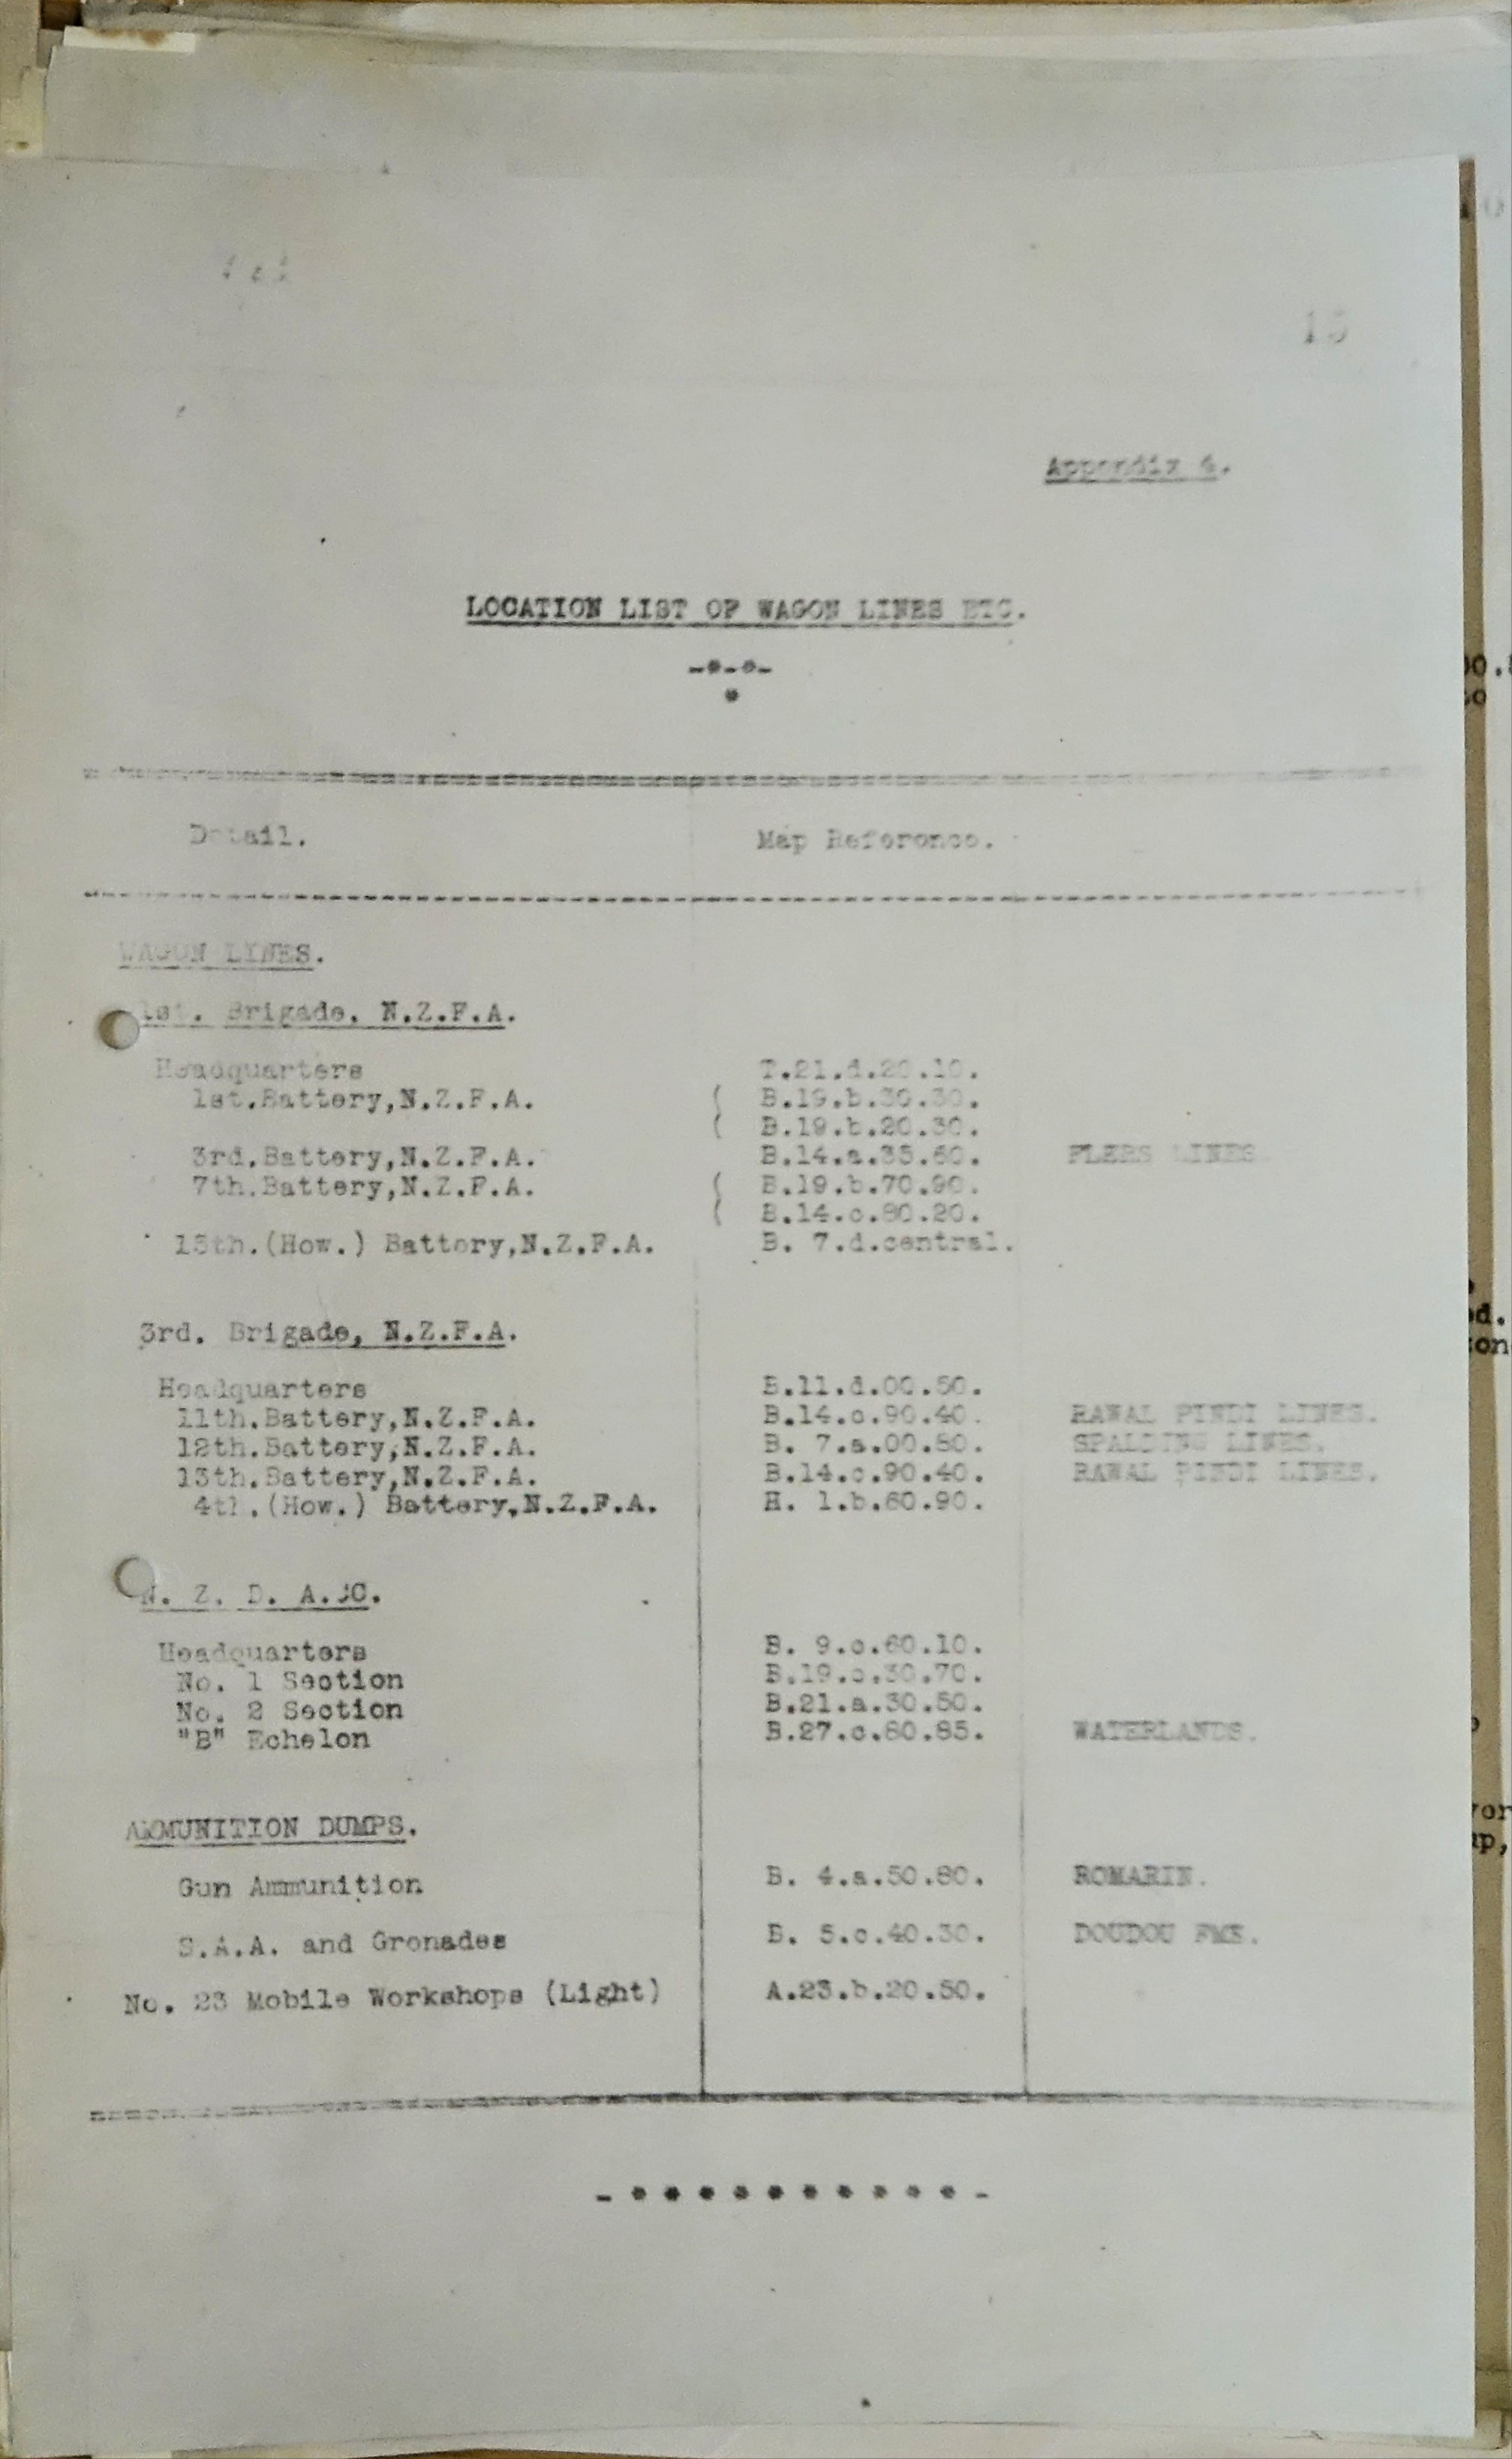 15
Appendix 4.
LOCATION LIST OF WAGON LINES ETC.
-*-*-
*
Detail. Map Reference.
WAGON LINES.
1st. Brigade, N.Z.F.A.
Headquarters T.21.d.20.10.
1st.Battery,N.Z.F.A. ( B.19.b.30.30.
( B.19.b.20.30.
3rd.Battery,N.Z.F.A. B.14.a.35.60. FLERS LINES
7th.Battery,N.Z.F.A. ( B.19.b.70.90.
( B.14.c.80.20.
15th.(How.) Battery,N.Z.F.A. B. 7.d.central.
3rd. Brigade, N.Z.F.A.
Headquarters B.11.d.00.50.
11th.Battery,N.Z.F.A. B.14.c.90.40. RAWAL PINDI LINES.
12th.Battery,N.Z.F.A. B. 7.a.00.80. SPALDING LINES.
13th.Battery,N.Z.F.A. B.14.c.90.40. RAWAL PINDI LINES.
4th.(How.) Battery,N.Z.F.A. H. 1.b.60.90.
N. Z. D. A.C.
Headquarters B. 9.c.60.10.
No. 1 Section B.19.c.30.70.
No. 2 Section B.21.a.30.50.
"B" Echelon B.27.c.80.85. WATERLANDS.
AMMUNITION DUMPS.
Gun Ammunition B. 4.a.50.80. ROMARIN.
S.A.A. and Grenades B. 5.c.40.30. DOUDOU FME.
No. 23 Mobile Workshops (Light) A.23.b.20.50.
- * * * * * * * * * * -